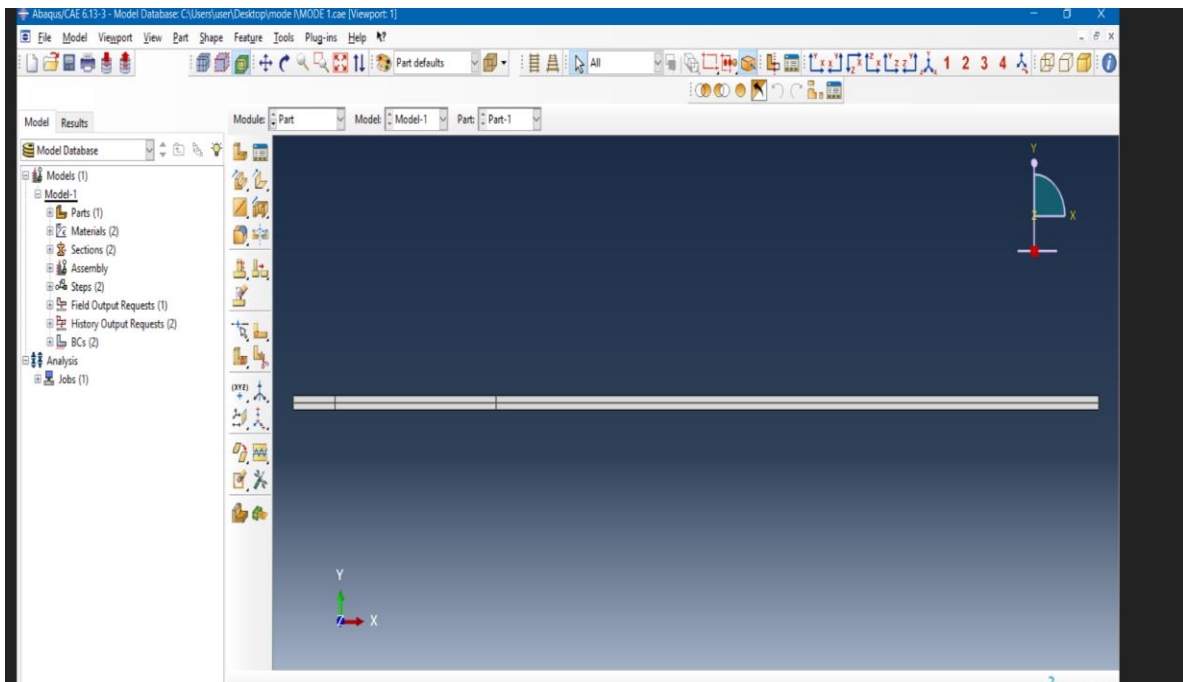 Abaqus/CAE 6.13-3 - Model Database: C:\Users\user\Desktop\mode I\MODE 1.cae [Viewport: 1]
File Model Viewport View Part Shape Feature Tools Plug-ins Help
Part defaults All 1 2 3 4
Model Results
Module: Part Model: Model-1 Part: Part-1
Model Database
Models (1)
Model-1
Parts (1)
Materials (2)
Sections (2)
Assembly
Steps (2)
Field Output Requests (1)
History Output Requests (2)
BCs (2)
Analysis
Jobs (1)
(XYZ)
Y
Z X
Y
Z X